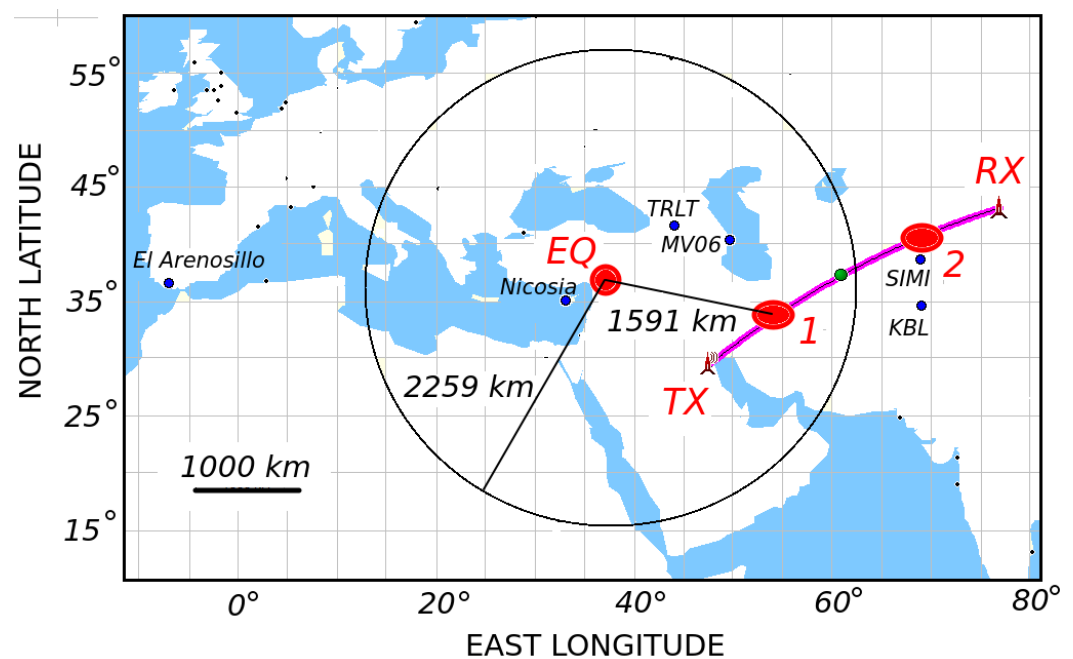 55°
RX
45°
TRLT
MV06
EQ
El Arenosillo
2
SIMI
Nicosia
35°
1591 km
1
KBL
NORTH LATITUDE
2259 km
TX
25°
1000 km
15°
0°
20°
40°
60°
80°
EAST LONGITUDE